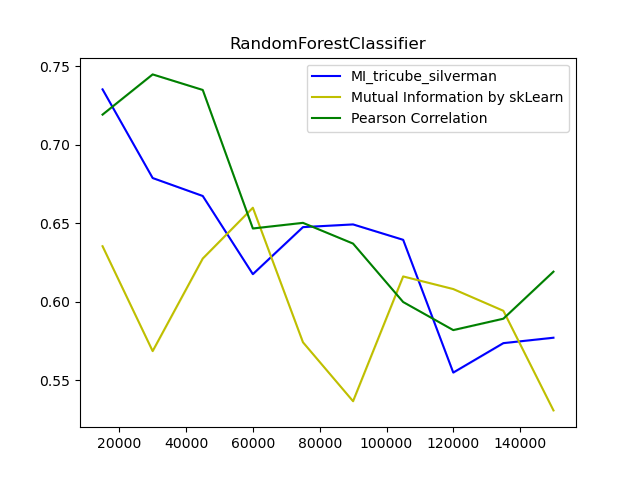 RandomForestClassifier
MI_tricube_silverman
Mutual Information by skLearn
Pearson Correlation
0.75
0.70
0.65
0.60
0.55
20000 40000 60000 80000 100000 120000 140000